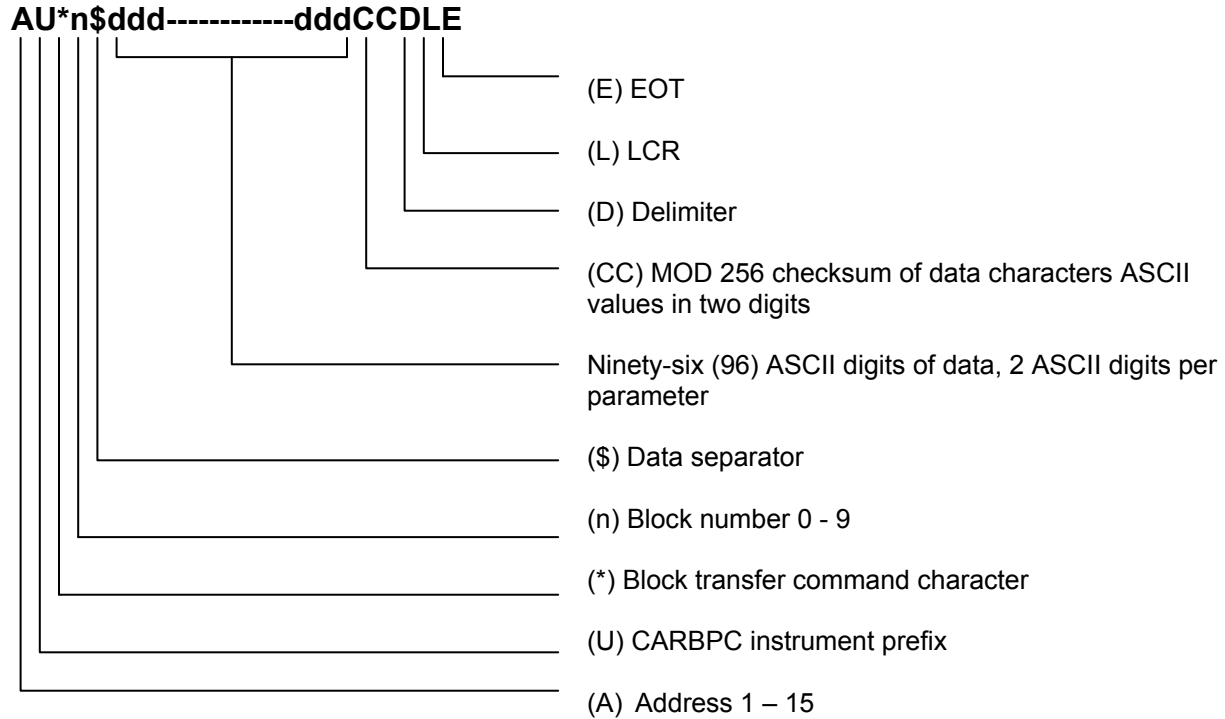 AU*n$ddd------------dddCCDLE
(E) EOT
(L) LCR
(D) Delimiter
(CC) MOD 256 checksum of data characters ASCII
values in two digits
Ninety-six (96) ASCII digits of data, 2 ASCII digits per
parameter
($) Data separator
(n) Block number 0 - 9
(*) Block transfer command character
(U) CARBPC instrument prefix
(A) Address 1 – 15